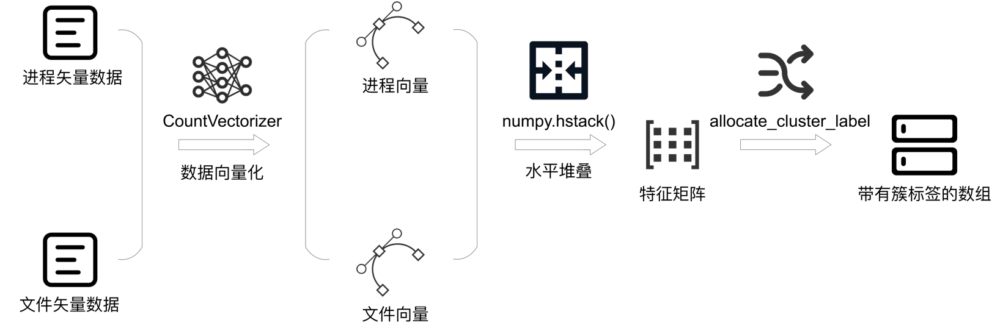 进程矢量数据
文件矢量数据
CountVectorizer
数据向量化
进程向量
文件向量
numpy.hstack()
水平堆叠
特征矩阵
allocate_cluster_label
带有簇标签的数组